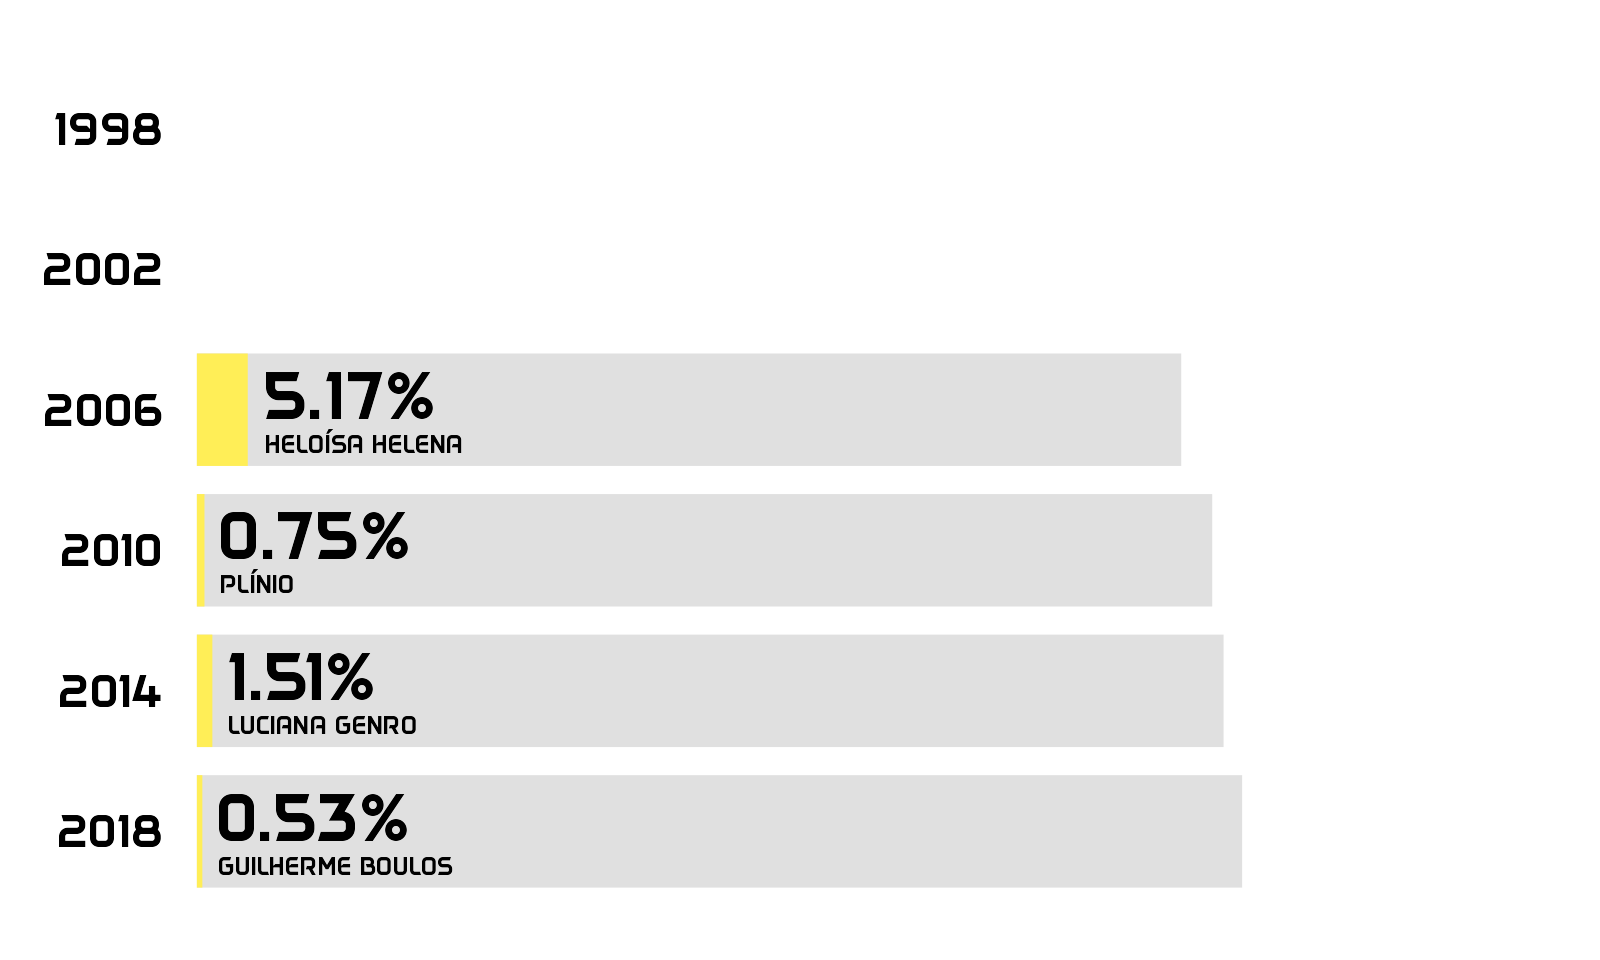 1998
2002
2006
5.17%
HELOÍSA HELENA
2010
0.75%
PLÍNIO
2014
1.51%
LUCIANA GENRO
2018
0.53%
GUILHERME BOULOS